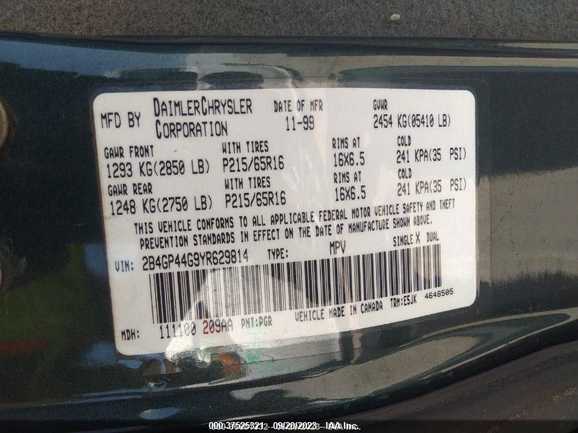 MFD BY DAIMLERCHRYSLER CORPORATION
DATE OF MFR 11-99
GVWR 2454 KG(05410 LB)
GAWR FRONT WITH TIRES RIMS AT COLD
1293 KG(2850 LB) P215/65R16 16X6.5 241 KPA(35 PSI)
GAWR REAR WITH TIRES RIMS AT COLD
1248 KG(2750 LB) P215/65R16 16X6.5 241 KPA(35 PSI)
THIS VEHICLE CONFORMS TO ALL APPLICABLE FEDERAL MOTOR VEHICLE SAFETY AND THEFT
PREVENTION STANDARDS IN EFFECT ON THE DATE OF MANUFACTURE SHOWN ABOVE.
VIN: 2B4GP44G9YR629814 TYPE: MPV SINGLE X DUAL
MDH: 111100 209AA PNT:PGR VEHICLE MADE IN CANADA TRM:E5JK 4648505
000-37525321 09/20/2023 IAA Inc.